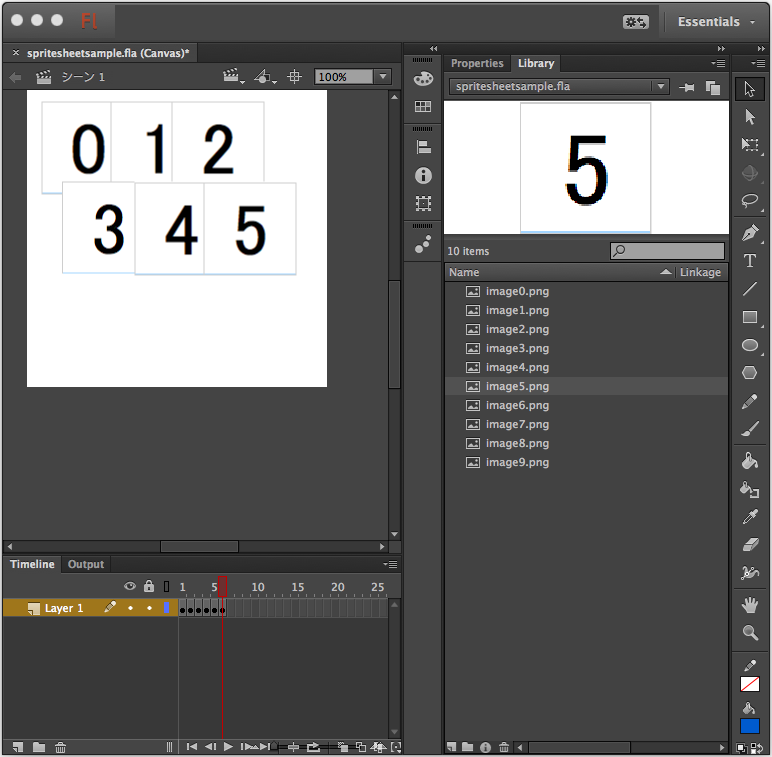 Fl
Essentials
× spritesheetsample.fla (Canvas)*
シーン 1
100%
0 1 2
3 4 5
Properties Library
spritesheetsample.fla
5
10 items
Name Linkage
image0.png
image1.png
image2.png
image3.png
image4.png
image5.png
image6.png
image7.png
image8.png
image9.png
T
Timeline Output
1 5 10 15 20 25
Layer 1